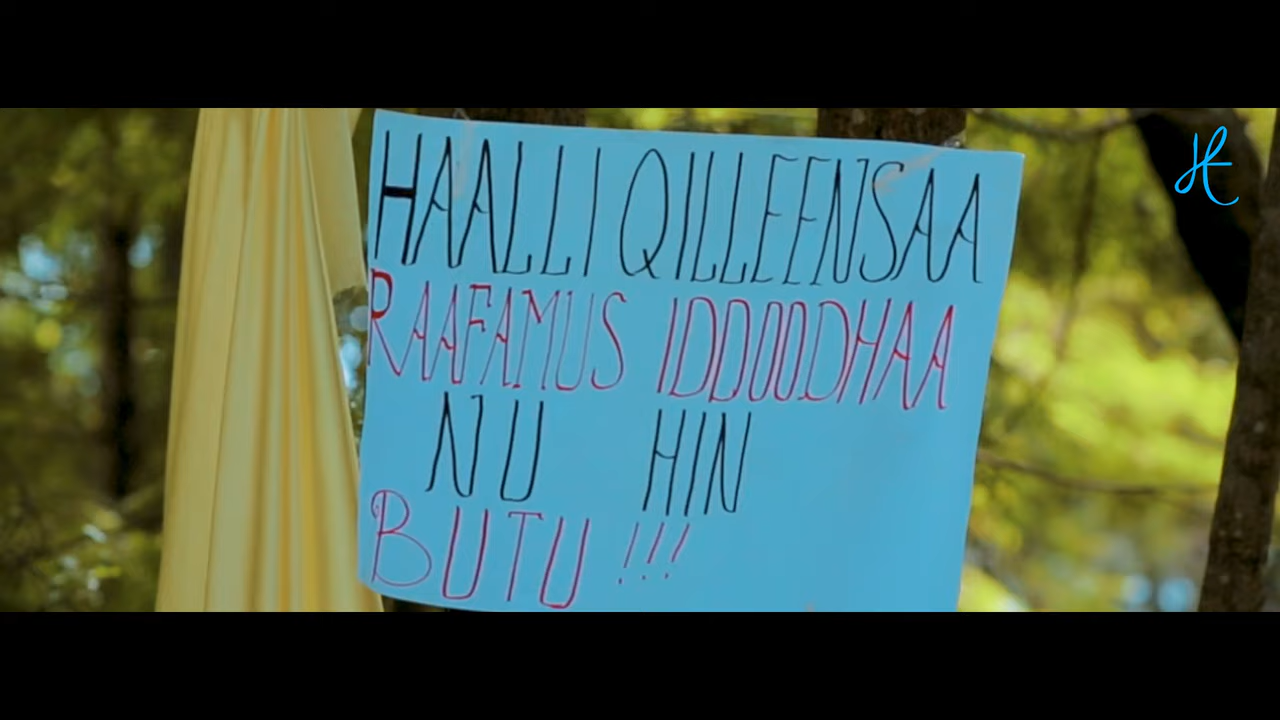 HAALLI QILLEENSAA
RAAFAMUS IDDOODHAA
NU HIN
BUTU !!!